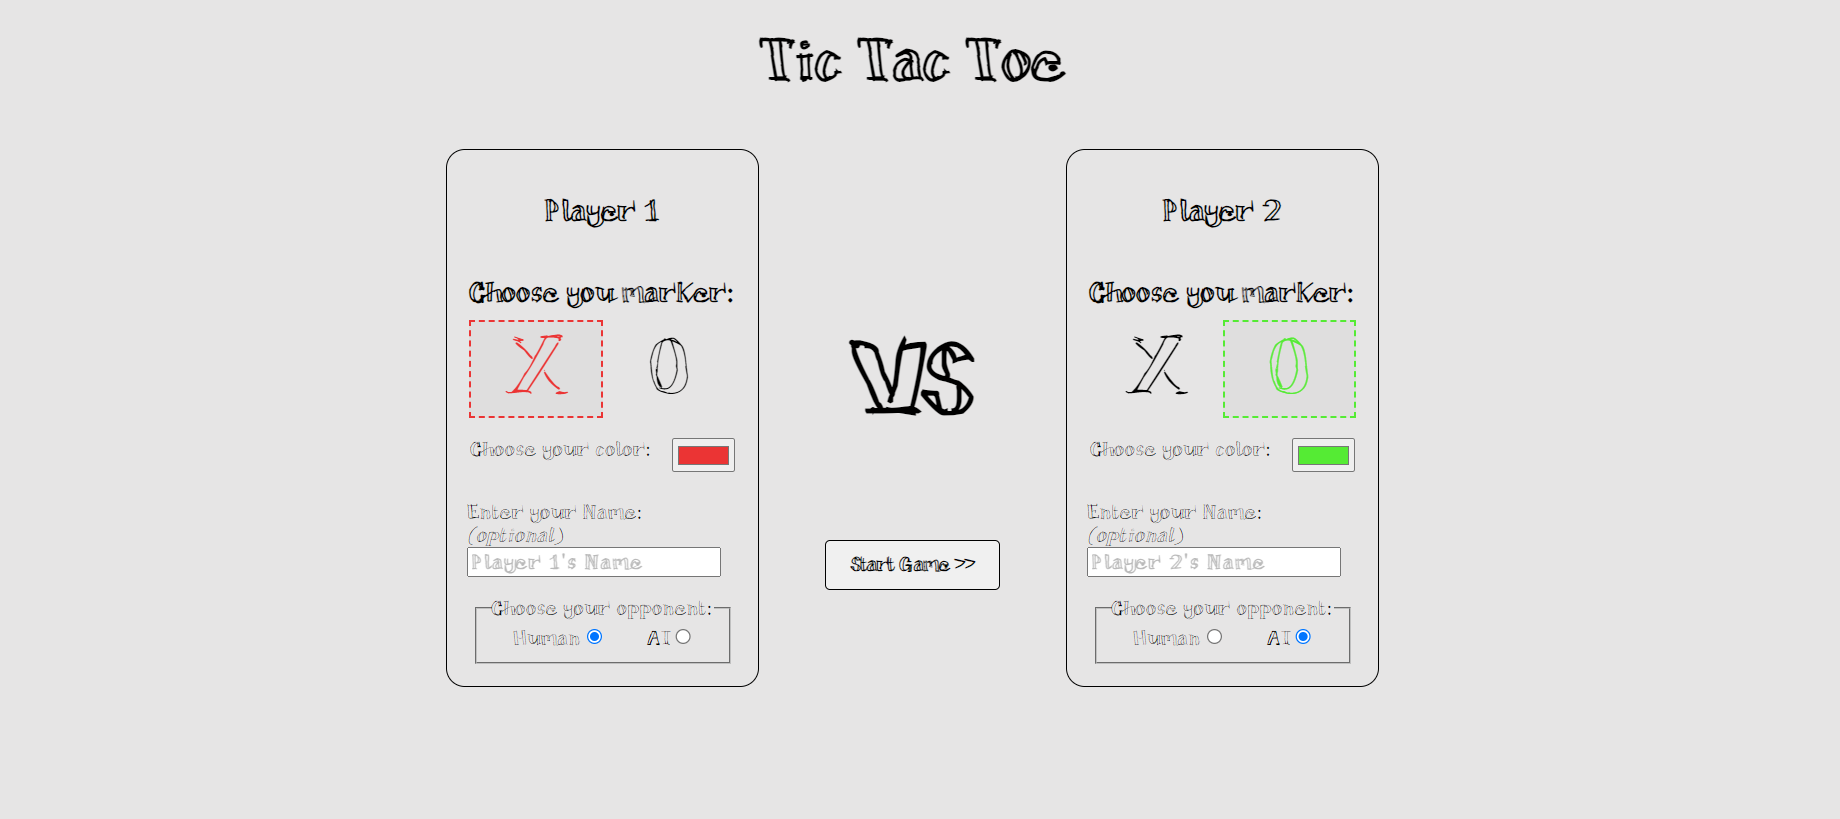 Tic Tac Toe
Player 1
Choose you marker:
X O
Choose your color:
Enter your Name:
(optional)
Player 1's Name
Choose your opponent:
Human AI
VS
Start Game >>
Player 2
Choose you marker:
X O
Choose your color:
Enter your Name:
(optional)
Player 2's Name
Choose your opponent:
Human AI